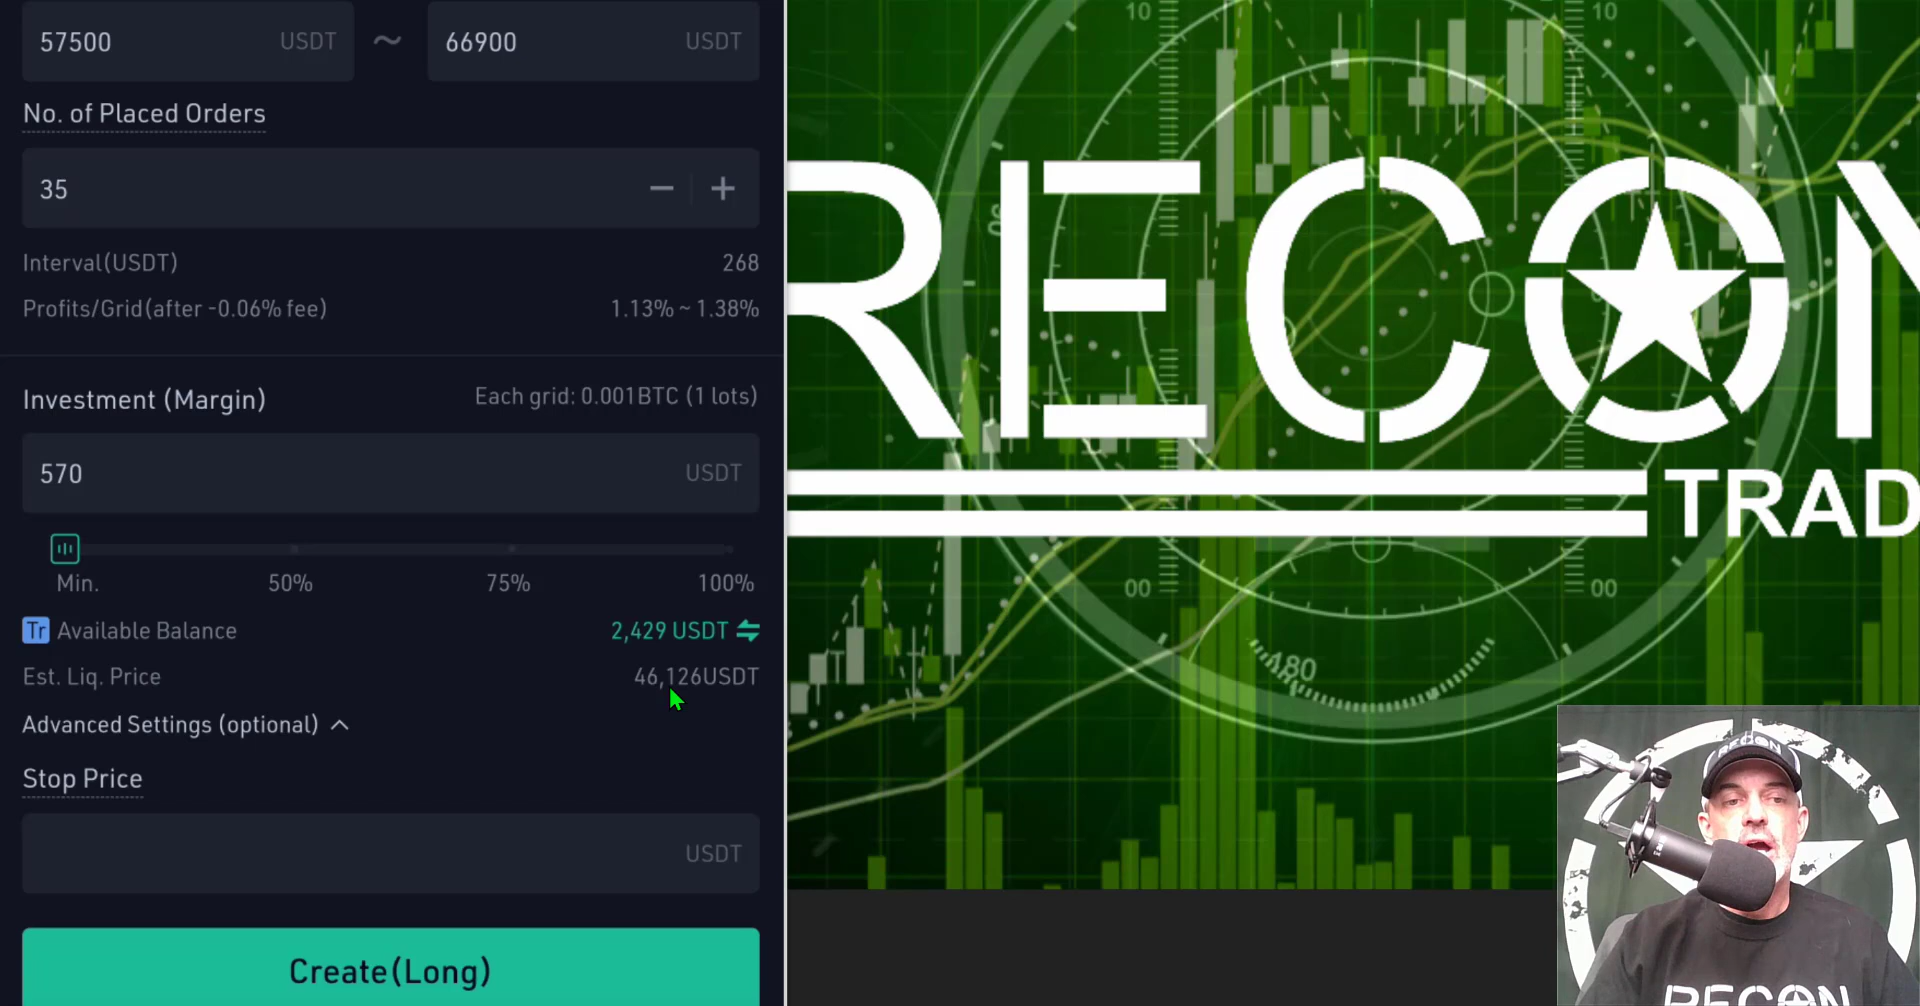 57500 USDT ~ 66900 USDT
No. of Placed Orders
35 − +
Interval(USDT) 268
Profits/Grid(after -0.06% fee) 1.13% ~ 1.38%
Investment (Margin) Each grid: 0.001BTC (1 lots)
570 USDT
Min. 50% 75% 100%
Tr Available Balance 2,429 USDT
Est. Liq. Price 46,126USDT
Advanced Settings (optional)
Stop Price
USDT
Create(Long)
10 10
RECON
TRAD
00 00
180
RECON
RECON